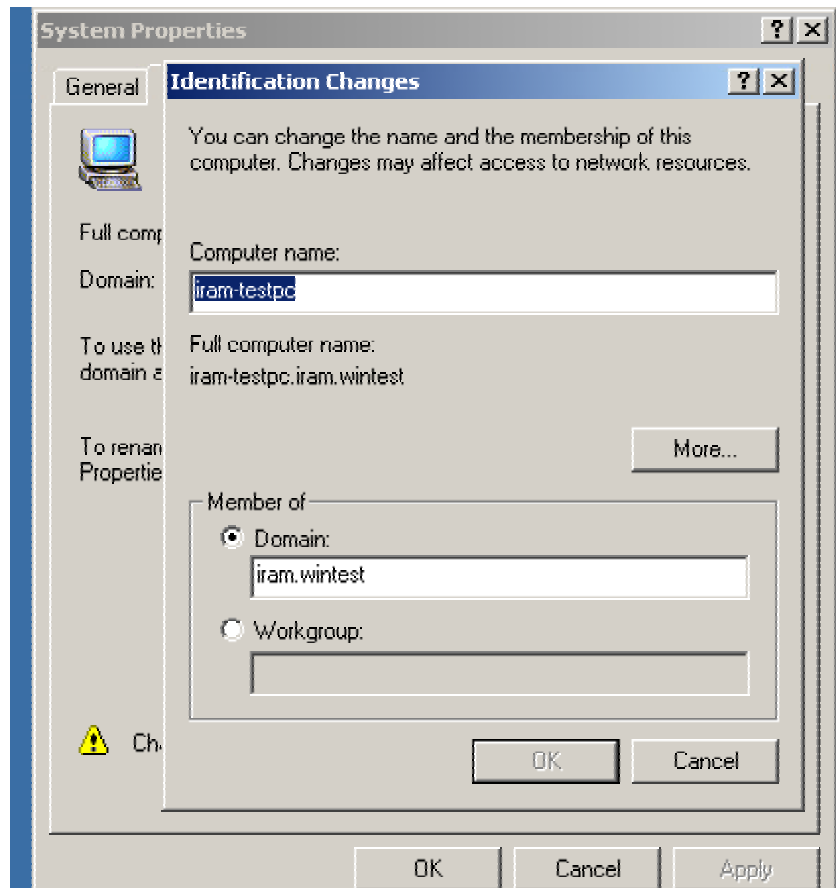 System Properties
General
Identification Changes
You can change the name and the membership of this
computer. Changes may affect access to network resources.
Full comp
Computer name:
Domain:
iram-testpc
To use th
Full computer name:
domain a
iram-testpc.iram.wintest
To renam
More...
Propertie
Member of
Domain:
iram.wintest
Workgroup:
Cha
OK
Cancel
OK
Cancel
Apply